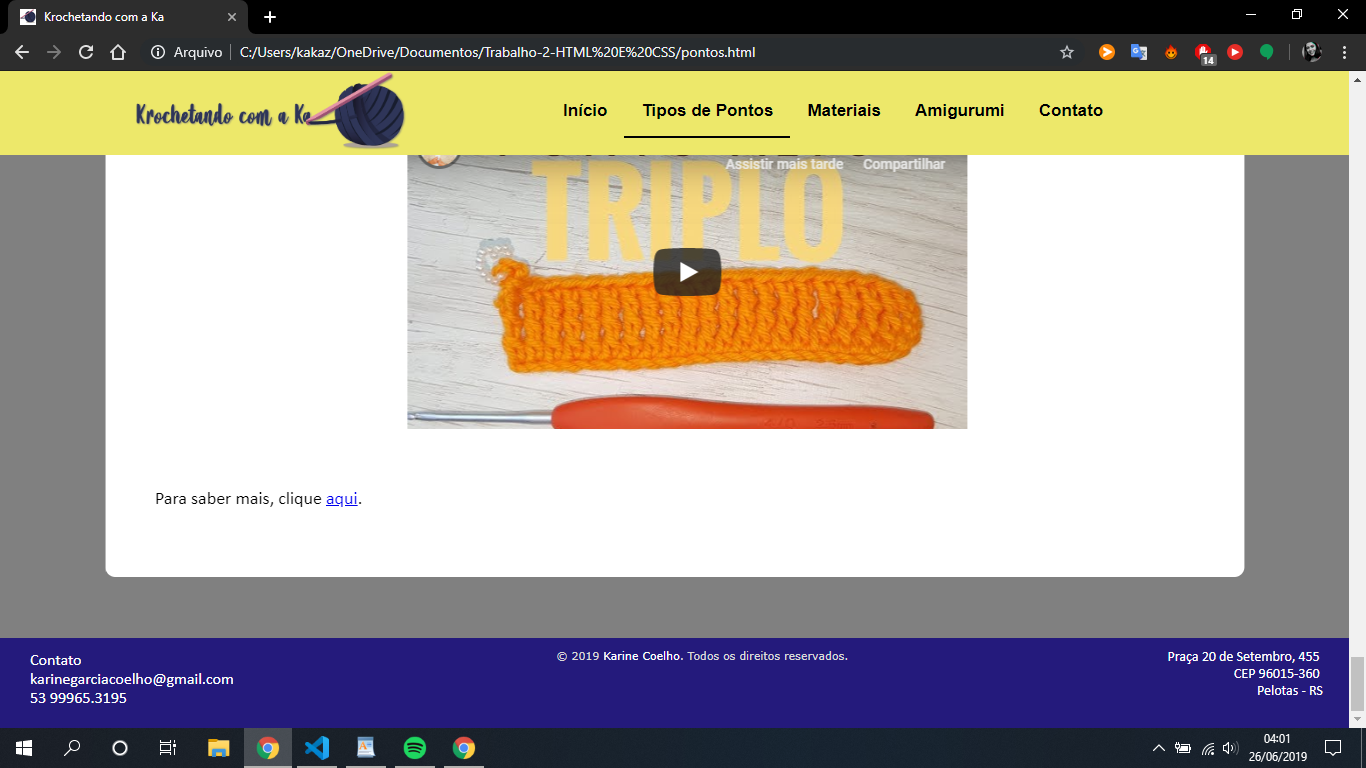 Krochetando com a Ka
Arquivo
C:/Users/kakaz/OneDrive/Documentos/Trabalho-2-HTML%20E%20CSS/pontos.html
14
Krochetando com a Ka
Início
Tipos de Pontos
Materiais
Amigurumi
Contato
Assistir mais tarde
Compartilhar
TRIPLO
Para saber mais, clique aqui.
Contato
karinegarciacoelho@gmail.com
53 99965.3195
© 2019 Karine Coelho. Todos os direitos reservados.
Praça 20 de Setembro, 455
CEP 96015-360
Pelotas - RS
04:01
26/06/2019